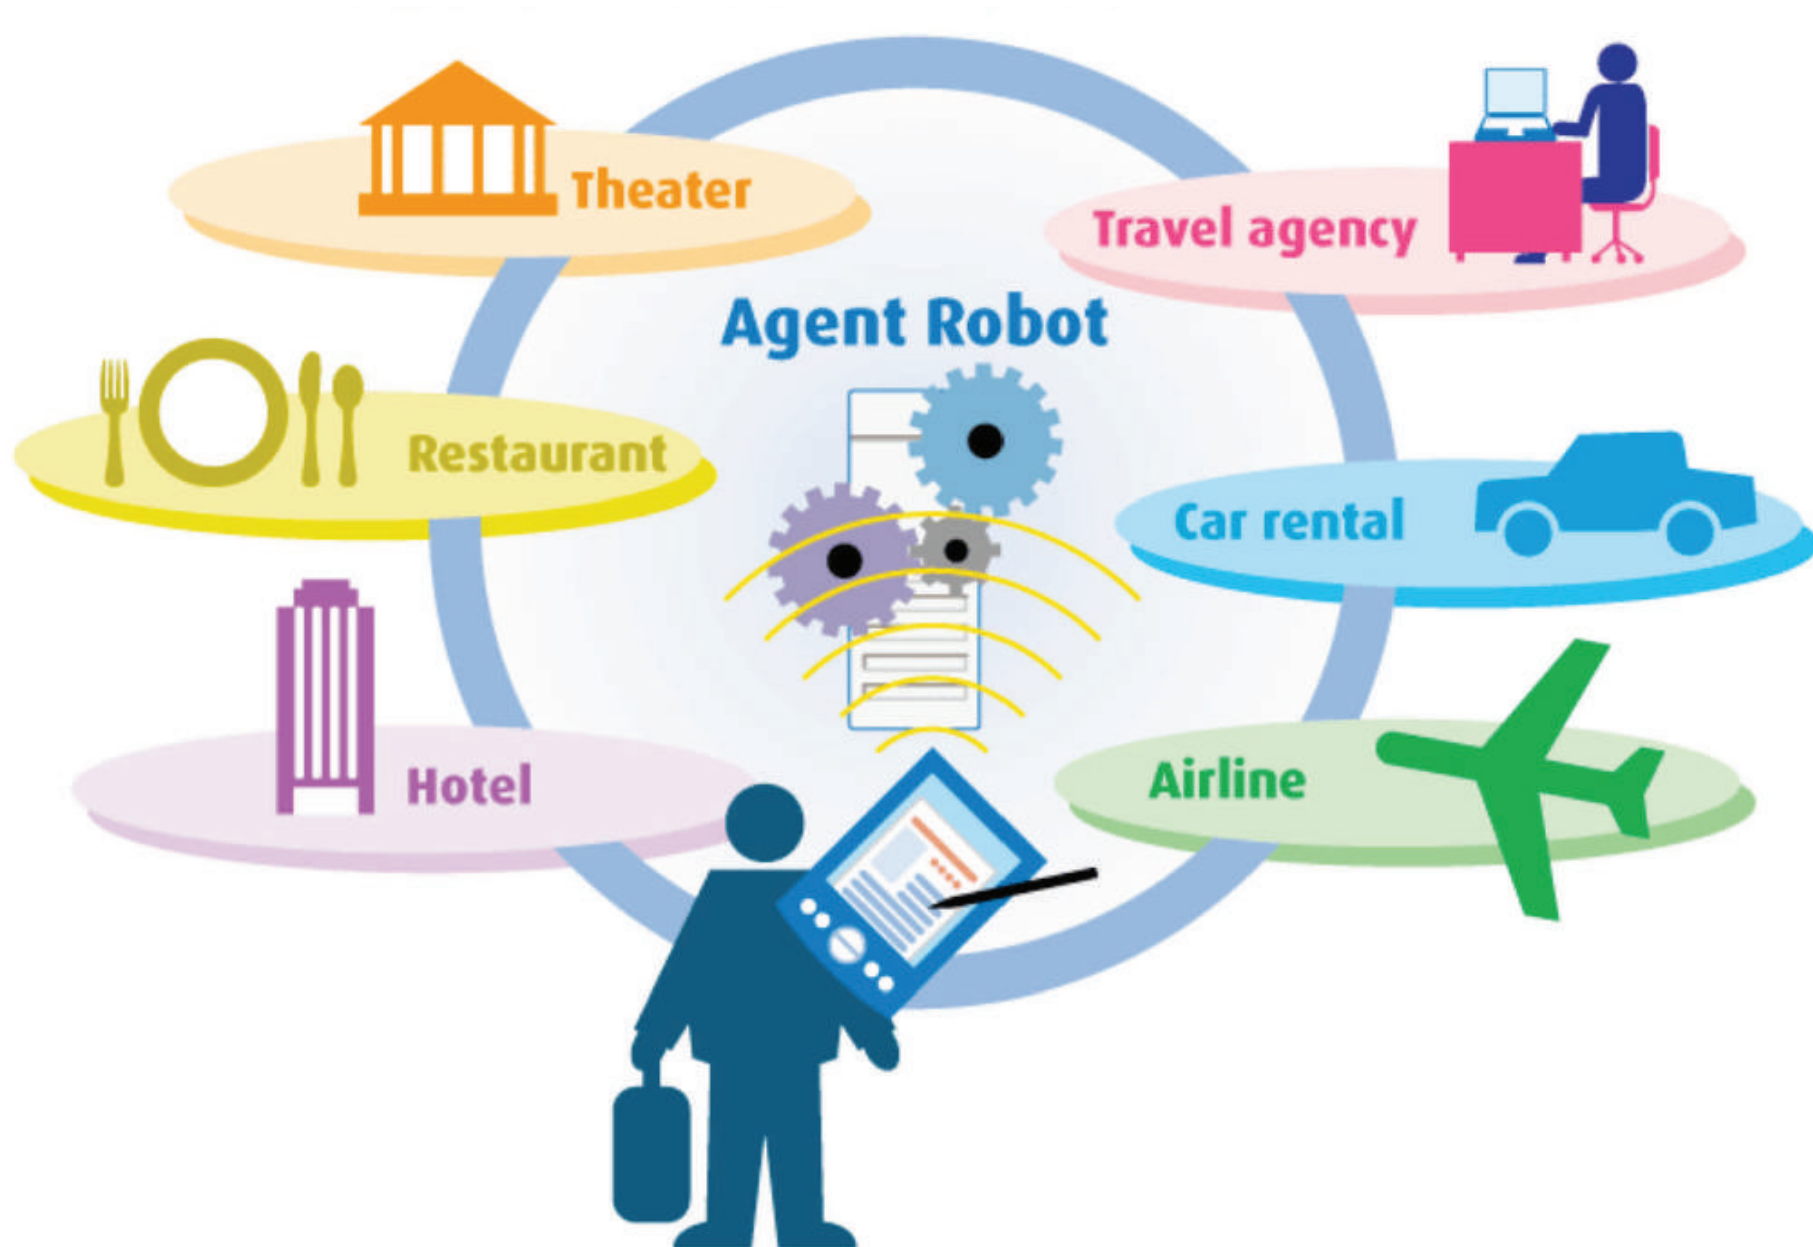 Theater
Travel agency
Agent Robot
Restaurant
Car rental
Hotel
Airline